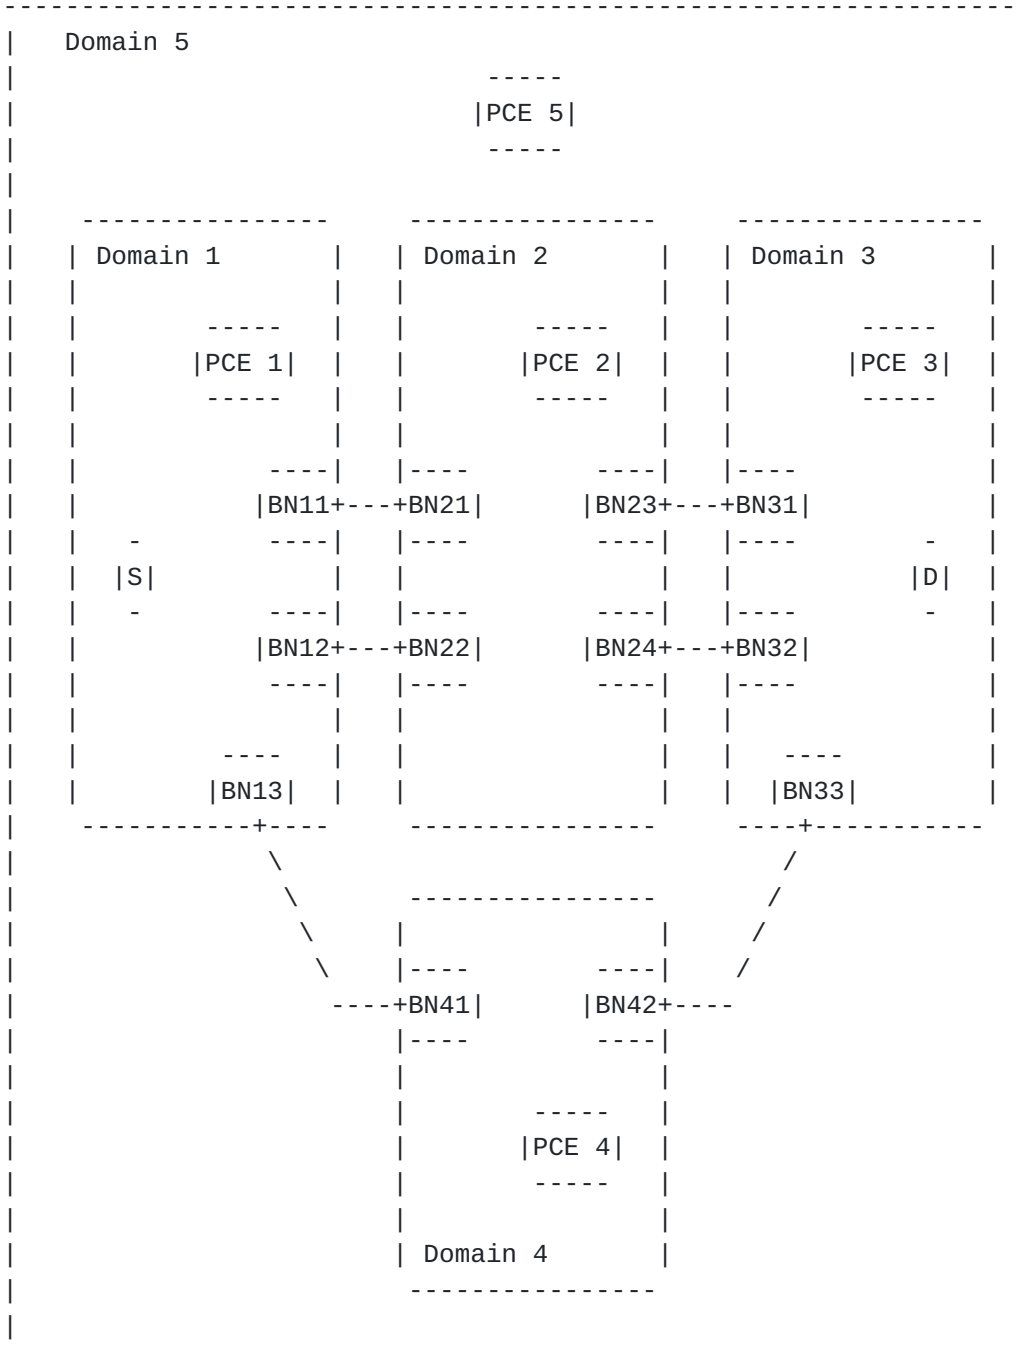 Domain 5
PCE 5
Domain 1 Domain 2 Domain 3
PCE 1 PCE 2 PCE 3
BN11 BN21 BN23 BN31
S D
BN12 BN22 BN24 BN32
BN13 BN33
BN41 BN42
PCE 4
Domain 4